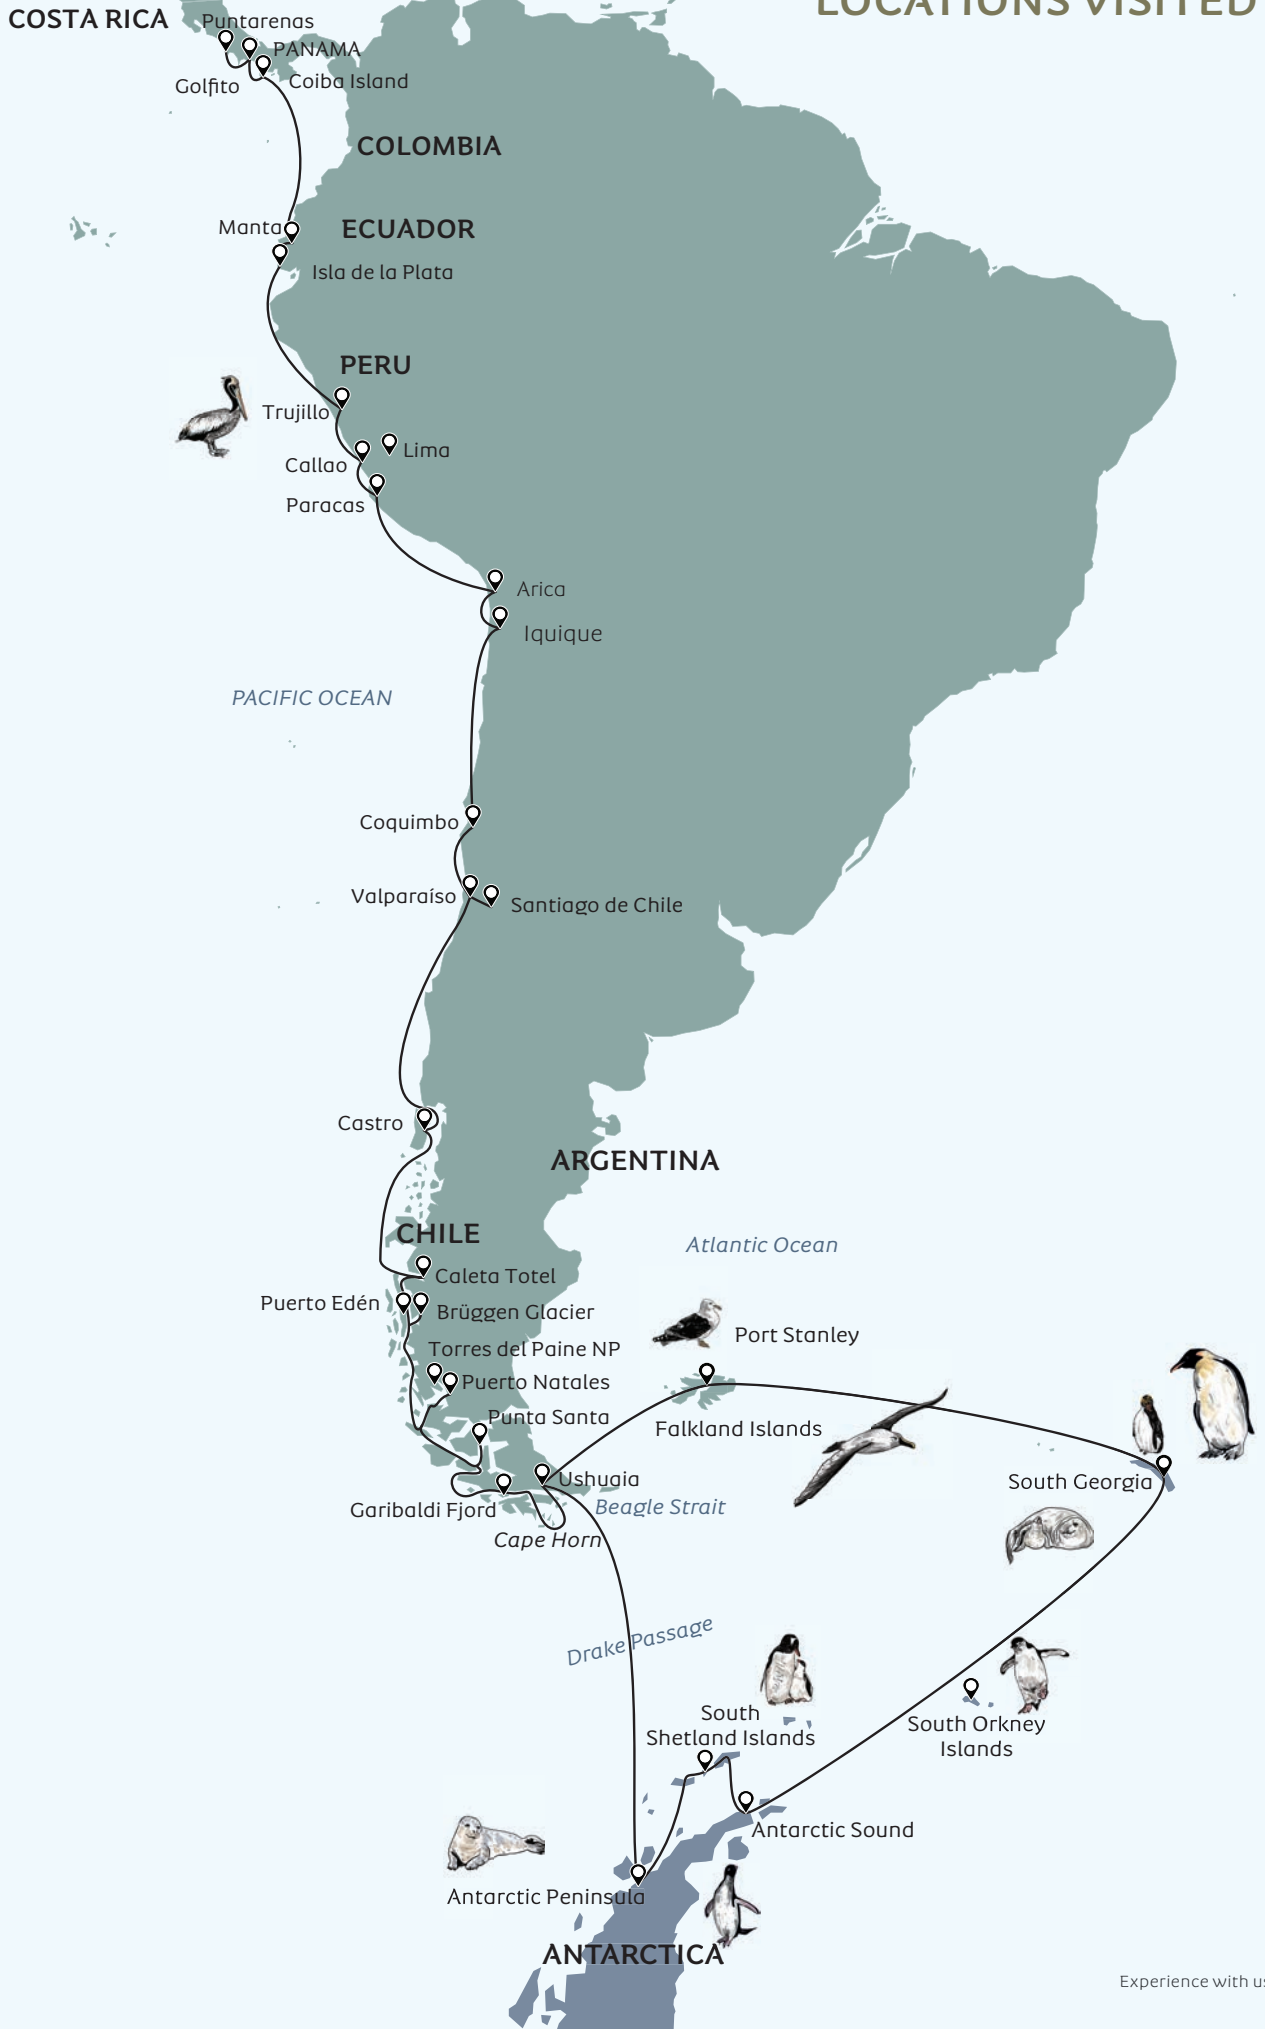 LOCATIONS VISITED
COSTA RICA
Puntarenas
PANAMA
Golfito
Coiba Island
COLOMBIA
Manta
ECUADOR
Isla de la Plata
PERU
Trujillo
Lima
Callao
Paracas
Arica
Iquique
PACIFIC OCEAN
Coquimbo
Valparaíso
Santiago de Chile
Castro
ARGENTINA
CHILE
Atlantic Ocean
Caleta Totel
Puerto Edén
Brüggen Glacier
Port Stanley
Torres del Paine NP
Puerto Natales
Punta Santa
Falkland Islands
Ushuaia
South Georgia
Garibaldi Fjord
Beagle Strait
Cape Horn
Drake Passage
South
Shetland Islands
South Orkney
Islands
Antarctic Sound
Antarctic Peninsula
ANTARCTICA
Experience with us